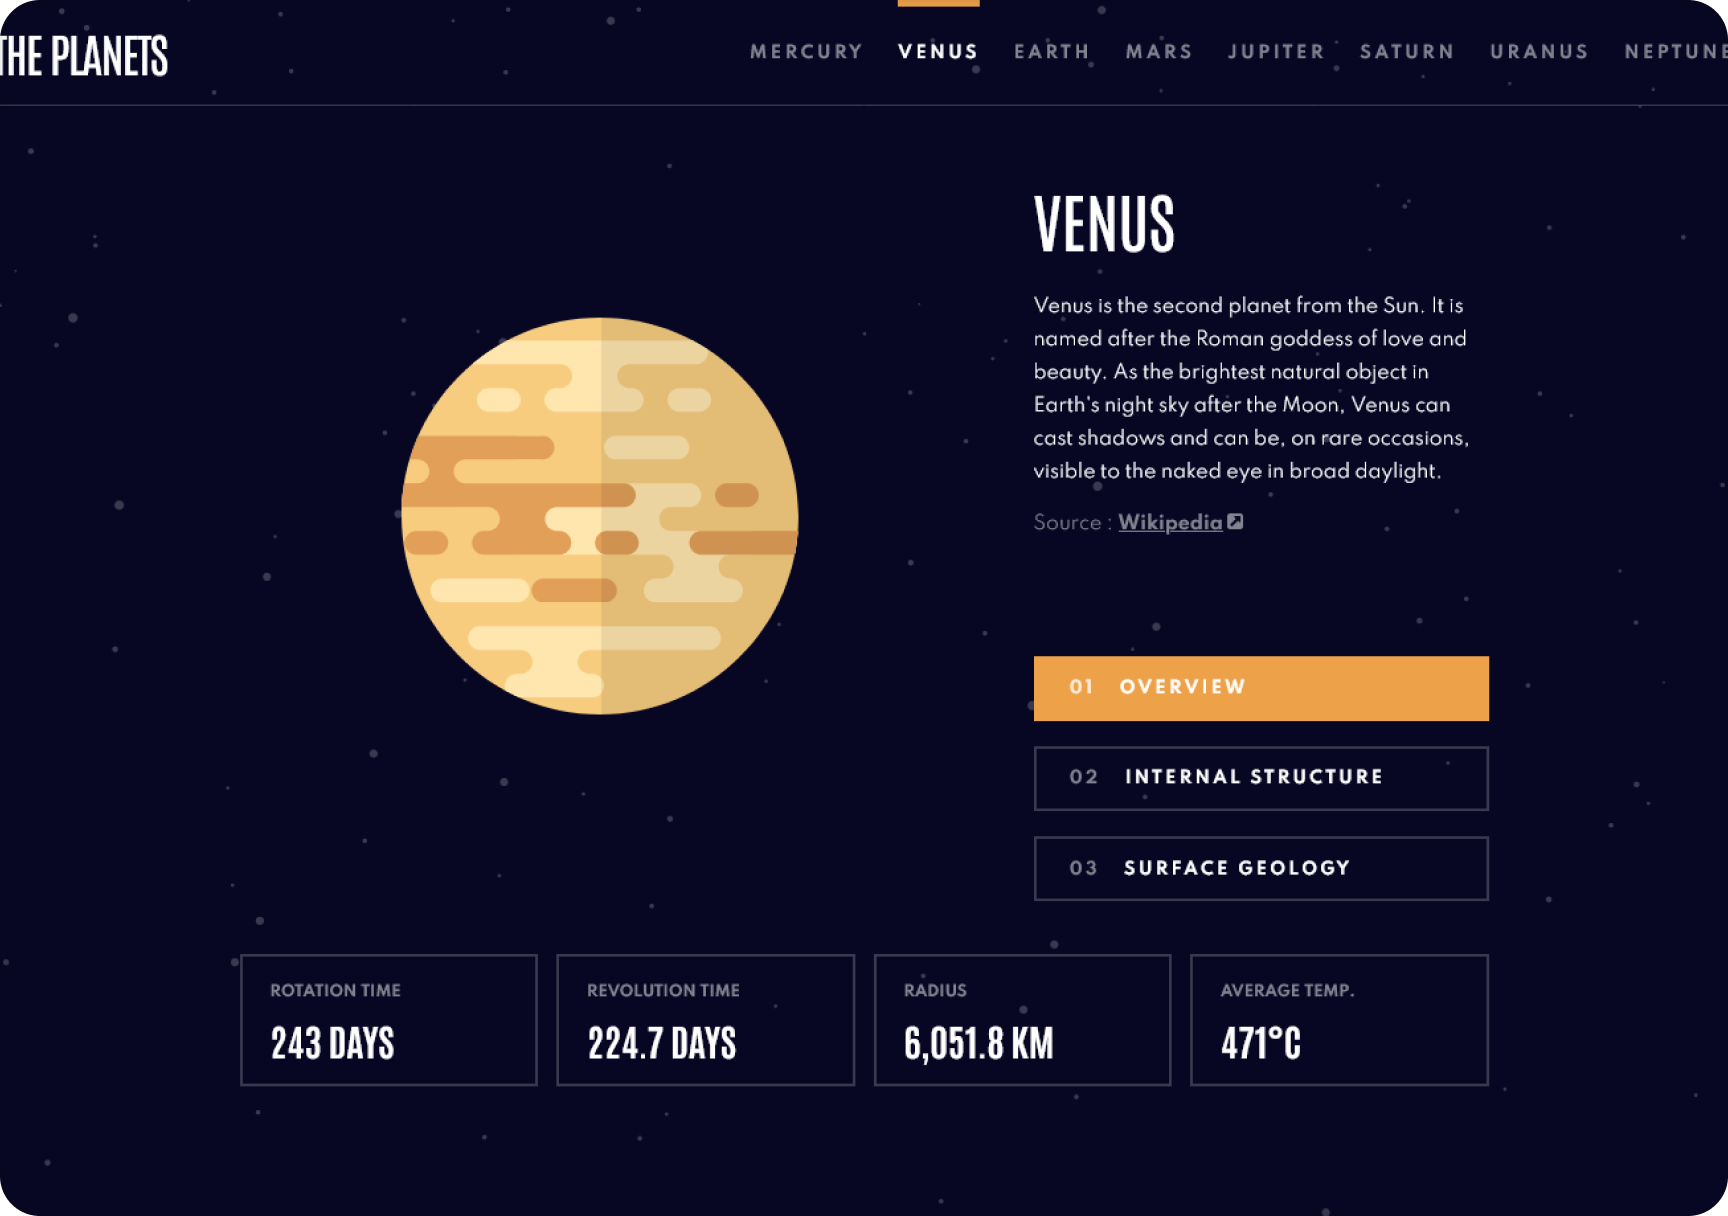 THE PLANETS
MERCURY VENUS EARTH MARS JUPITER SATURN URANUS NEPTUNE
VENUS
Venus is the second planet from the Sun. It is
named after the Roman goddess of love and
beauty. As the brightest natural object in
Earth's night sky after the Moon, Venus can
cast shadows and can be, on rare occasions,
visible to the naked eye in broad daylight.
Source : Wikipedia
01 OVERVIEW
02 INTERNAL STRUCTURE
03 SURFACE GEOLOGY
ROTATION TIME
243 DAYS
REVOLUTION TIME
224.7 DAYS
RADIUS
6,051.8 KM
AVERAGE TEMP.
471°C